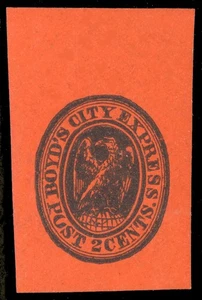 BOYD'S CITY EXPRESS.
POST 2 CENTS.